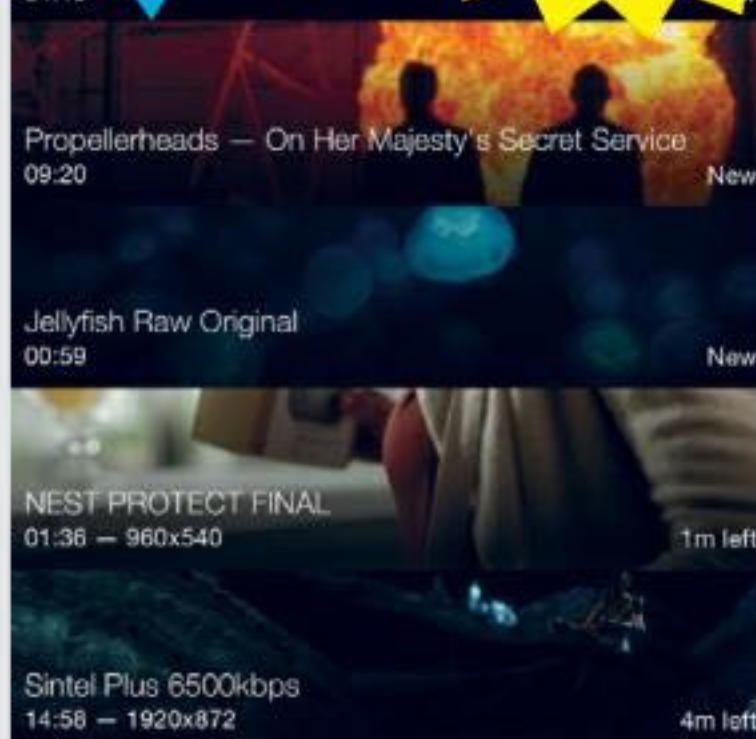 Propellerheads — On Her Majesty's Secret Service
09:20
New
Jellyfish Raw Original
00:59
New
NEST PROTECT FINAL
01:36 — 960x540
1m left
Sintel Plus 6500kbps
14:58 — 1920x872
4m left